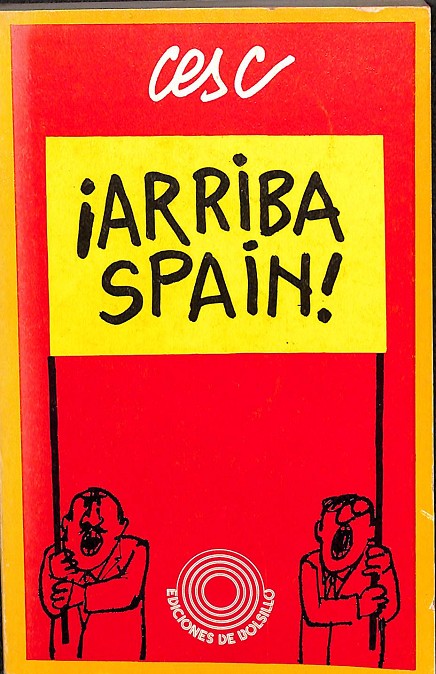 cesc
¡ARRIBA
SPAIN!
EDICIONES DE BOLSILLO